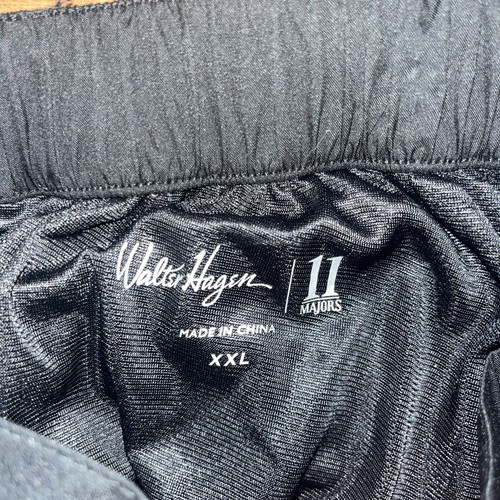 Walter Hagen
11
MAJORS
MADE IN CHINA
XXL